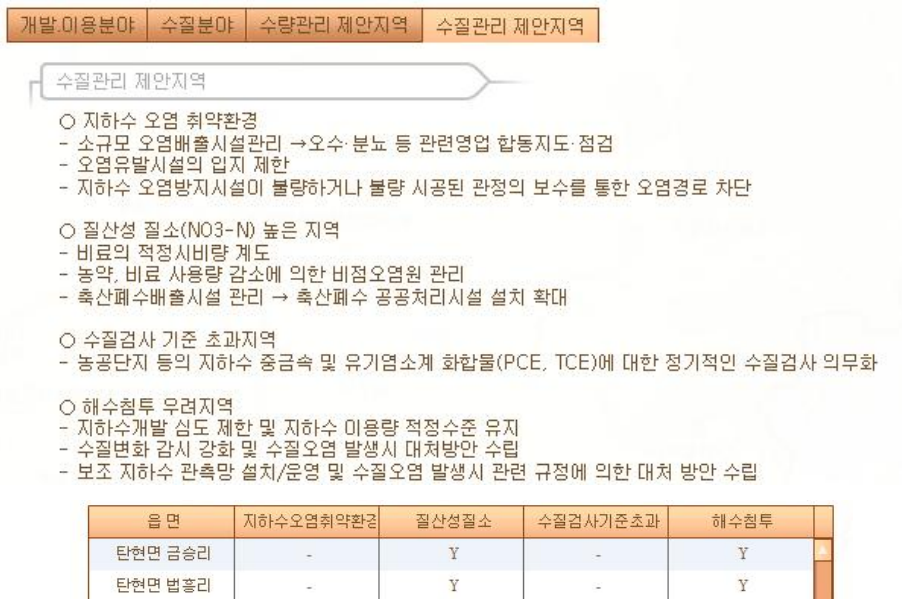 개발.이용분야 수질분야 수량관리 제안지역 수질관리 제안지역
수질관리 제안지역
○ 지하수 오염 취약환경
- 소규모 오염배출시설관리 →오수·분뇨 등 관련영업 합동지도·점검
- 오염유발시설의 입지 제한
- 지하수 오염방지시설이 불량하거나 불량 시공된 관정의 보수를 통한 오염경로 차단
○ 질산성 질소(NO3-N) 높은 지역
- 비료의 적정시비량 계도
- 농약, 비료 사용량 감소에 의한 비점오염원 관리
- 축산폐수배출시설 관리 → 축산폐수 공공처리시설 설치 확대
○ 수질검사 기준 초과지역
- 농공단지 등의 지하수 중금속 및 유기염소계 화합물(PCE, TCE)에 대한 정기적인 수질검사 의무화
○ 해수침투 우려지역
- 지하수개발 심도 제한 및 지하수 이용량 적정수준 유지
- 수질변화 감시 강화 및 수질오염 발생시 대처방안 수립
- 보조 지하수 관측망 설치/운영 및 수질오염 발생시 관련 규정에 의한 대처 방안 수립
읍면 지하수오염취약환경 질산성질소 수질검사기준초과 해수침투
탄현면 금승리 - Y - Y
탄현면 법흥리 - Y - Y